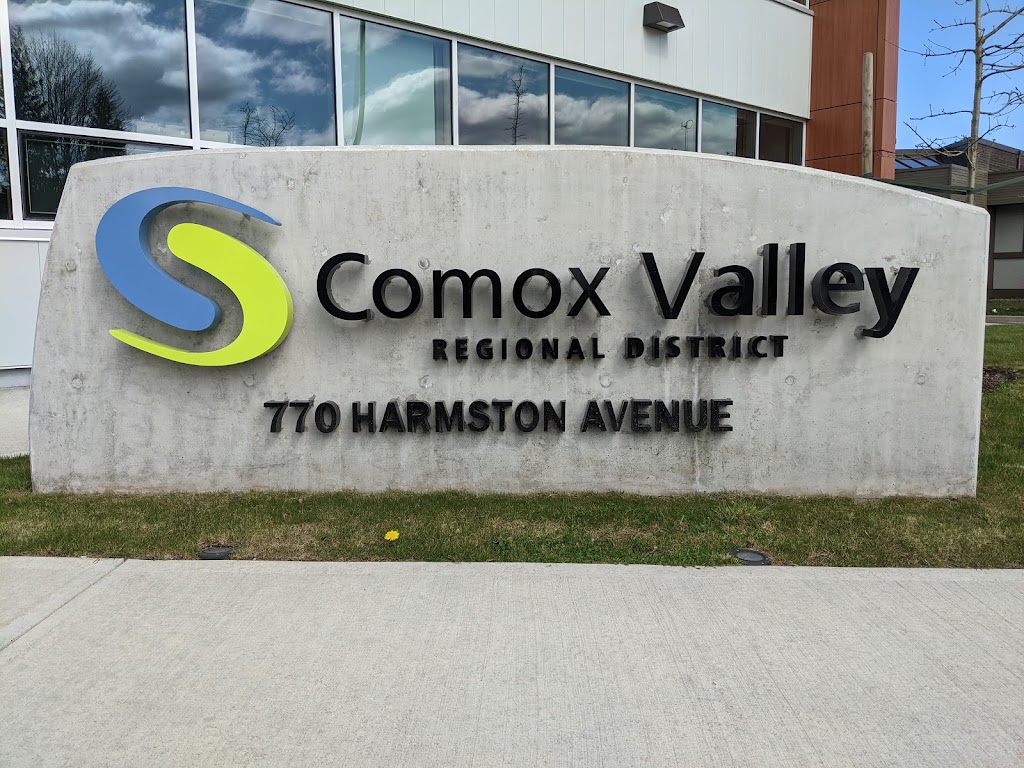 Comox Valley
REGIONAL DISTRICT
770 HARMSTON AVENUE